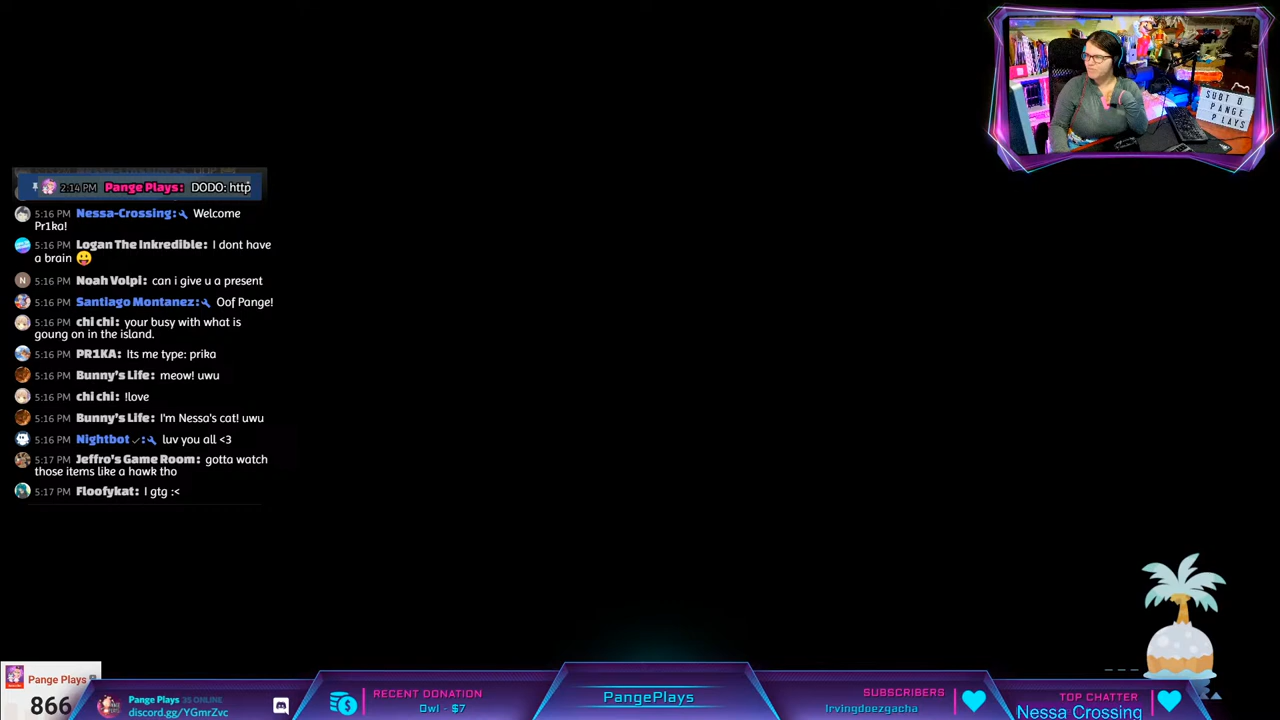 2:14 PM Pange Plays: DODO: http
5:16 PM Nessa-Crossing: Welcome
Pr1ka!
5:16 PM Logan The Inkredible: I dont have
a brain 😛
5:16 PM Noah Volpi: can i give u a present
5:16 PM Santiago Montanez: Oof Pange!
5:16 PM chi chi: your busy with what is
goung on in the island.
5:16 PM PR1KA: Its me type: prika
5:16 PM Bunny's Life: meow! uwu
5:16 PM chi chi: !love
5:16 PM Bunny's Life: I'm Nessa's cat! uwu
5:16 PM Nightbot ✓: luv you all <3
5:17 PM Jeffro's Game Room: gotta watch
those items like a hawk tho
5:17 PM Floofykat: I gtg :<
SUBT O
PANGE
PLAYS
Pange Plays
866
Pange Plays 35 ONLINE
discord.gg/YGmrZvc
RECENT DONATION
Owl - $7
PangePlays
SUBSCRIBERS
Irvingdoezgacha
TOP CHATTER
Nessa Crossing